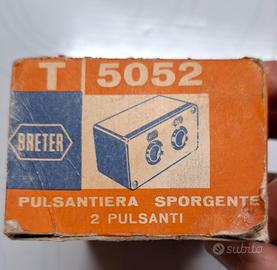 T 5052
BRETER
PULSANTIERA SPORGENTE
2 PULSANTI
subito